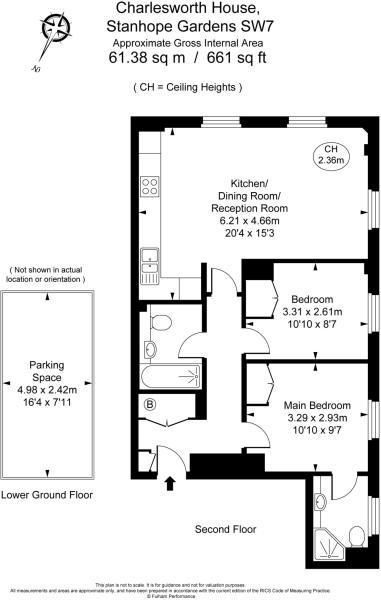 Charlesworth House,
Stanhope Gardens SW7
Approximate Gross Internal Area
61.38 sq m / 661 sq ft
( CH = Ceiling Heights )
N
CH
2.36m
Kitchen/
Dining Room/
Reception Room
6.21 x 4.66m
20'4 x 15'3
( Not shown in actual
location or orientation )
Bedroom
3.31 x 2.61m
10'10 x 8'7
Parking
Space
4.98 x 2.42m
16'4 x 7'11
B
Main Bedroom
3.29 x 2.93m
10'10 x 9'7
Lower Ground Floor
Second Floor
This plan is not to scale. It is for guidance and not for valuation purposes.
All measurements and areas are approximate only, and have been prepared in accordance with the current edition of the RICS Code of Measuring Practice.
© Fulham Performance